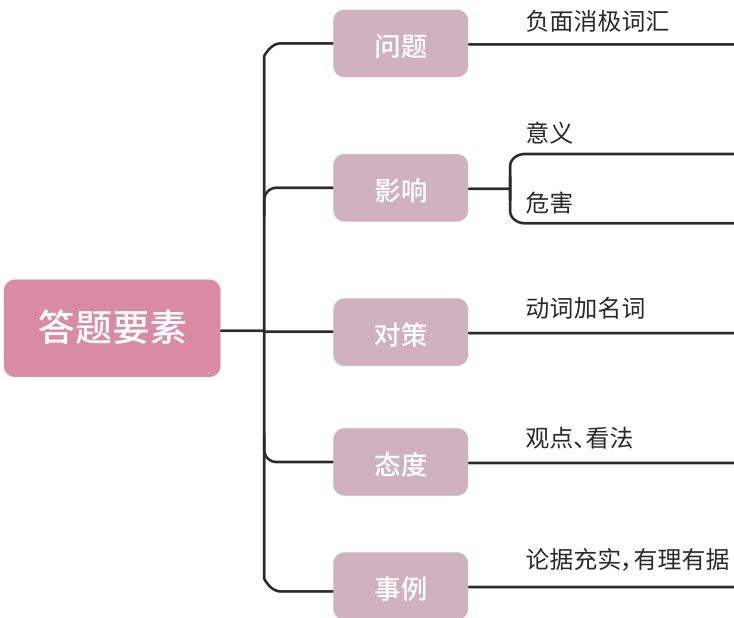 答题要素
问题
负面消极词汇
影响
意义
危害
对策
动词加名词
态度
观点、看法
事例
论据充实，有理有据